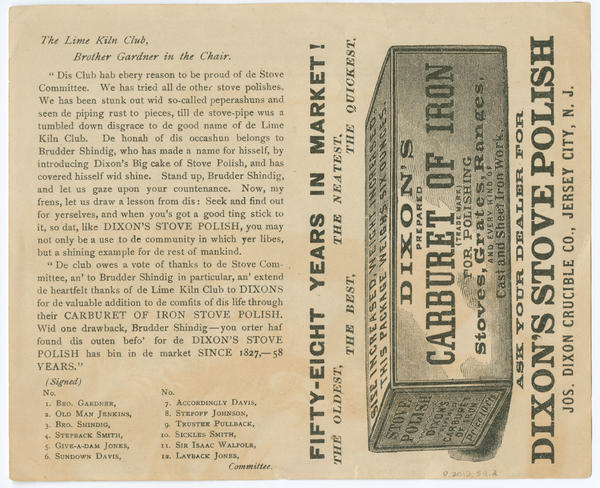 The Lime Kiln Club,
Brother Gardner in the Chair.
" Dis Club hab ebery reason to be proud of de Stove
Committee. We has tried all de other stove polishes.
We has been stunk out wid so-called peperashuns and
seen de piping rust to pieces, till de stove-pipe wus a
tumbled down disgrace to de good name of de Lime
Kiln Club. De honah of dis occashun belongs to
Brudder Shindig, who has made a name for hisself, by
introducing Dixon's Big cake of Stove Polish, and has
covered hisself wid shine. Stand up, Brudder Shindig,
and let us gaze upon your countenance. Now, my
frens, let us draw a lesson from dis: Seek and find out
for yerselves, and when you's got a good ting stick to
it, so dat, like DIXON'S STOVE POLISH, you may
not only be a use to de community in which yer libes,
but a shining example for de rest of mankind.
" De club owes a vote of thanks to de Stove Com-
mittee, an' to Brudder Shindig in particular, an' extend
de heartfelt thanks of de Lime Kiln Club to DIXONS
for de valuable addition to de comfits of dis life through
their CARBURET OF IRON STOVE POLISH.
Wid one drawback, Brudder Shindig—you orter haf
found dis outen befo' for de DIXON'S STOVE
POLISH has bin in de market SINCE 1827,—58
YEARS."
(Signed)
No.
1. Bro. Gardner,
2. Old Man Jenkins,
3. Bro. Shindig,
4. Stepback Smith,
5. Give-a-dam Jones,
6. Sundown Davis,
No.
7. Accordingly Davis,
8. Stepoff Johnson,
9. Trustee Pullback,
10. Sickles Smith,
11. Sir Isaac Walpole,
12. Layback Jones,
Committee.
FIFTY-EIGHT YEARS IN MARKET!
THE OLDEST, THE BEST, THE NEATEST, THE QUICKEST.
SIZE INCREASED, WEIGHT INCREASED,
THIS PACKAGE WEIGHS SIX OUNCES.
DIXON'S
PREPARED
CARBURET OF IRON
(TRADE MARK)
FOR POLISHING
Stoves, Grates, Ranges,
AND EVERY KIND OF
Cast and Sheet Iron Work.
STOVE
POLISH
DIXON'S
PREPARED
CARBURET
OF IRON
ASK YOUR DEALER FOR
DIXON'S STOVE POLISH
JOS. DIXON CRUCIBLE CO., JERSEY CITY, N. J.
P.2012.59.2